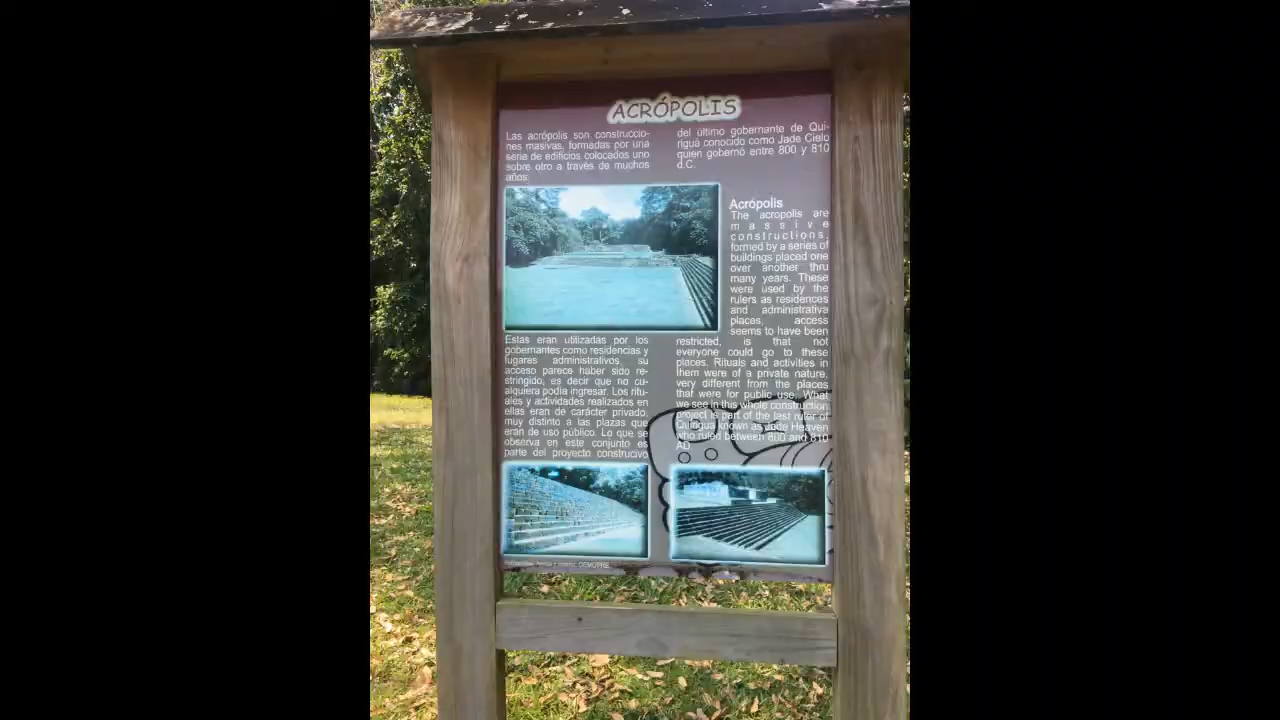 ACRÓPOLIS
Las acrópolis son construccio-
nes masivas, formadas por una
seria de edificios colocados uno
sobre otro a través de muchos
años.
Estas eran utilizadas por los
gobernantes como residencias y
lugares administrativos, su
acceso parece haber sido re-
stringido, es decir que no cu-
alquiera podía ingresar. Los ritu-
ales y actividades realizados en
ellas eran de carácter privado,
muy distinto a las plazas que
eran de uso público. Lo que se
observa en este conjunto es
parte del proyecto construcivo
del último gobernante de Qui-
riguá conocido como Jade Cielo
quien gobernó entre 800 y 810
d.C.
Acrópolis
The acropolis are
massive
constructions,
formed by a series of
buildings placed one
over another thru
many years. These
were used by the
rulers as residences
and administrativa
places, access
seems to have been
restricted, is that not
everyone could go to these
places. Rituals and activities in
them were of a private nature,
very different from the places
that were for public use. What
we see in this whole construction
project is part of the last ruler of
Quirigua known as Jade Heaven
who ruled between 800 and 810
AD
DEMOPRE